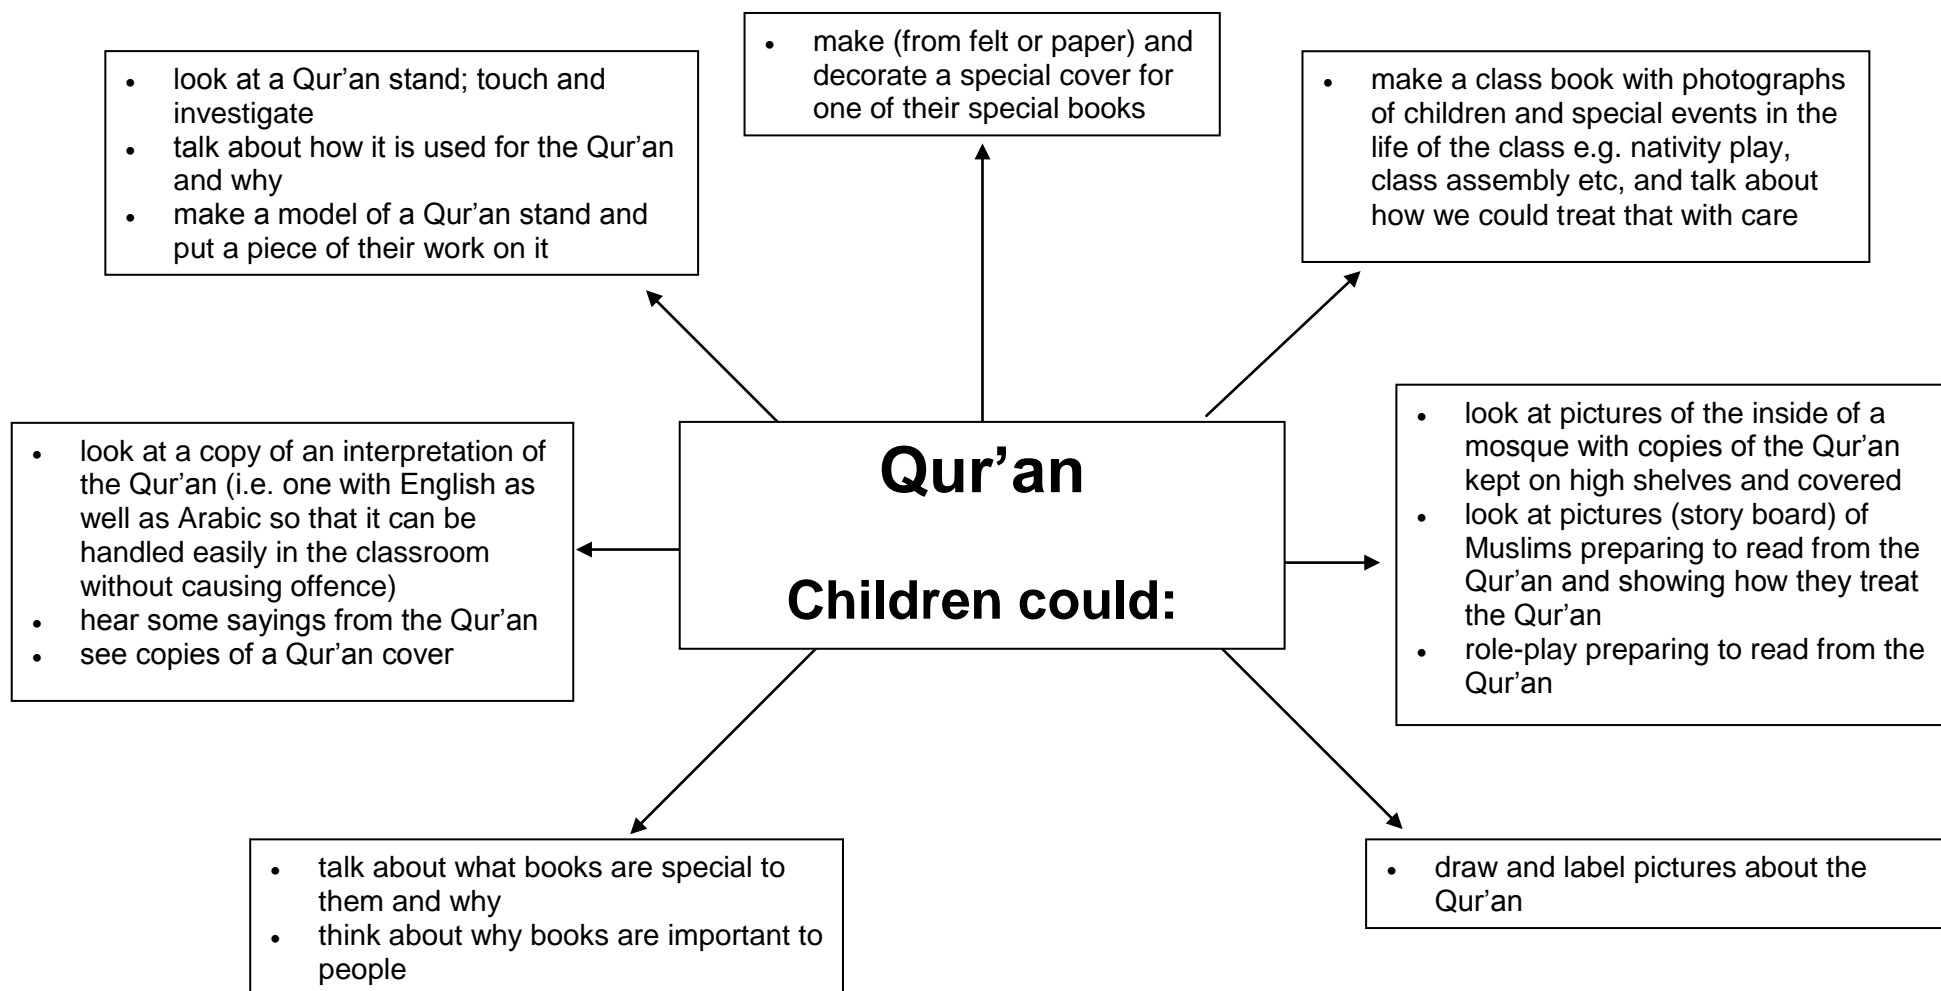 • look at a Qur’an stand; touch and
investigate
• talk about how it is used for the Qur’an
and why
• make a model of a Qur’an stand and
put a piece of their work on it
• make (from felt or paper) and
decorate a special cover for
one of their special books
• make a class book with photographs
of children and special events in the
life of the class e.g. nativity play,
class assembly etc, and talk about
how we could treat that with care
• look at a copy of an interpretation of
the Qur’an (i.e. one with English as
well as Arabic so that it can be
handled easily in the classroom
without causing offence)
• hear some sayings from the Qur’an
• see copies of a Qur’an cover
Qur’an
Children could:
• look at pictures of the inside of a
mosque with copies of the Qur’an
kept on high shelves and covered
• look at pictures (story board) of
Muslims preparing to read from the
Qur’an and showing how they treat
the Qur’an
• role-play preparing to read from the
Qur’an
• talk about what books are special to
them and why
• think about why books are important to
people
• draw and label pictures about the
Qur’an